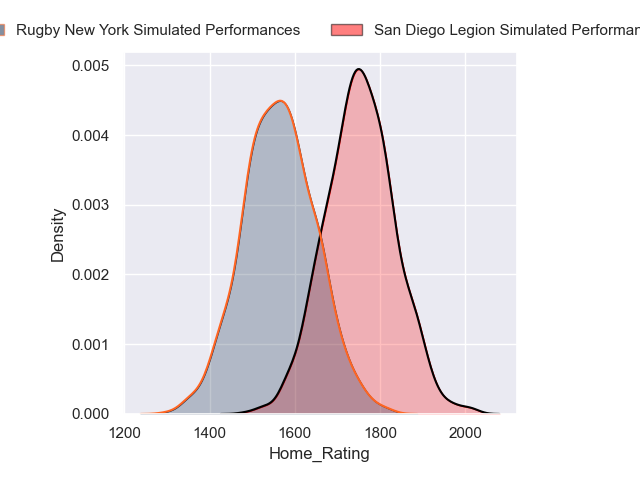 Rugby New York Simulated Performances San Diego Legion Simulated Performan
0.005
0.004
0.003
0.002
0.001
0.000
Density
1200 1400 1600 1800 2000
Home_Rating